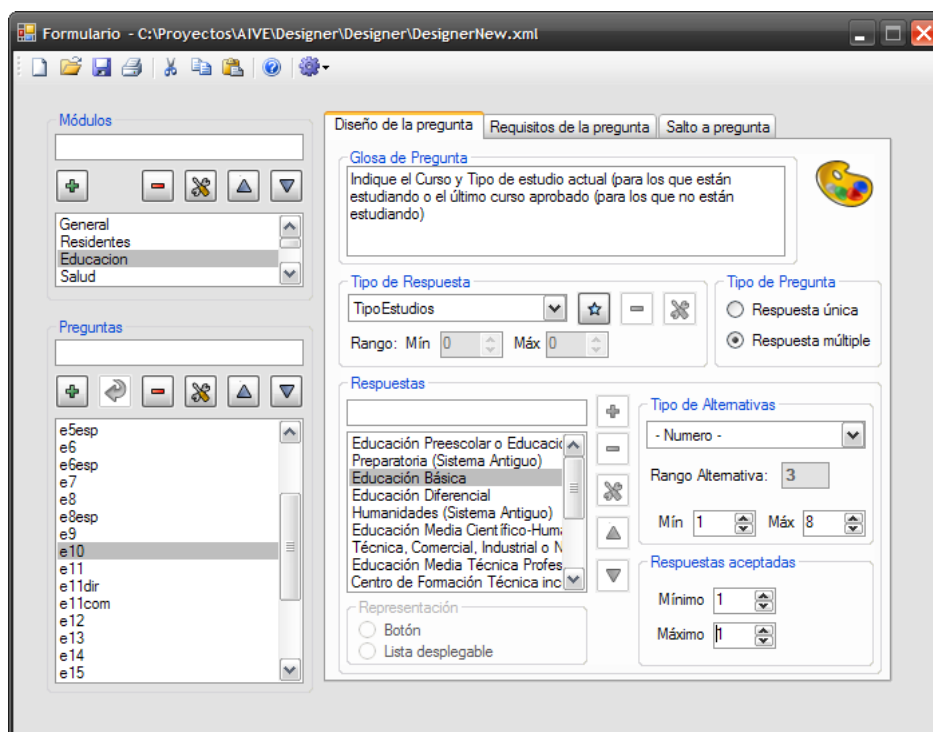 Formulario - C:\Proyectos\AIVE\Designer\Designer\DesignerNew.xml
Módulos
General
Residentes
Educacion
Salud
Preguntas
e5esp
e6
e6esp
e7
e8
e8esp
e9
e10
e11
e11dir
e11com
e12
e13
e14
e15
Diseño de la pregunta
Requisitos de la pregunta
Salto a pregunta
Glosa de Pregunta
Indique el Curso y Tipo de estudio actual (para los que están
estudiando o el último curso aprobado (para los que no están
estudiando)
Tipo de Respuesta
TipoEstudios
Rango: Mín 0 Máx 0
Tipo de Pregunta
Respuesta única
Respuesta múltiple
Respuestas
Educación Preescolar o Educació
Preparatoria (Sistema Antiguo)
Educación Básica
Educación Diferencial
Humanidades (Sistema Antiguo)
Educación Media Científico-Huma
Técnica, Comercial, Industrial o N
Educación Media Técnica Profes
Centro de Formación Técnica inc
Representación
Botón
Lista desplegable
Tipo de Alternativas
- Numero -
Rango Alternativa: 3
Mín 1 Máx 8
Respuestas aceptadas
Mínimo 1
Máximo 1